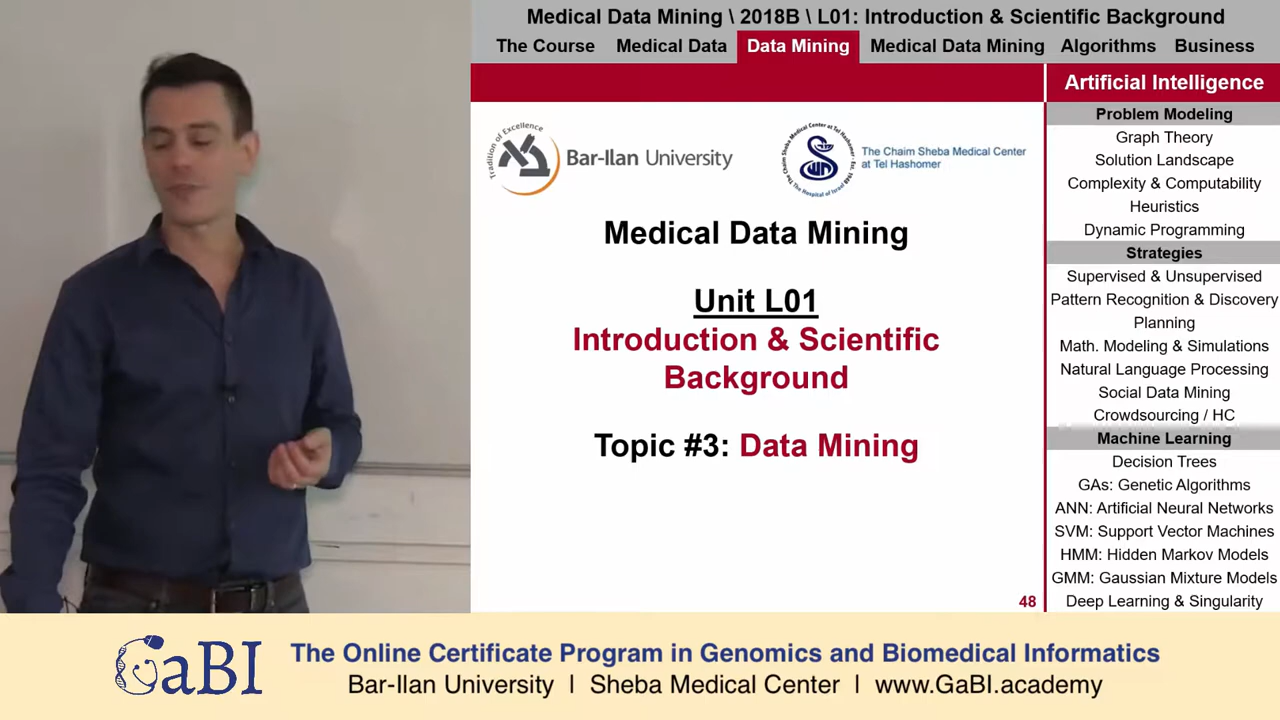 Medical Data Mining \ 2018B \ L01: Introduction & Scientific Background
The Course Medical Data Data Mining Medical Data Mining Algorithms Business
Artificial Intelligence
Problem Modeling
Graph Theory
Solution Landscape
Complexity & Computability
Heuristics
Dynamic Programming
Strategies
Supervised & Unsupervised
Pattern Recognition & Discovery
Planning
Math. Modeling & Simulations
Natural Language Processing
Social Data Mining
Crowdsourcing / HC
Machine Learning
Decision Trees
GAs: Genetic Algorithms
ANN: Artificial Neural Networks
SVM: Support Vector Machines
HMM: Hidden Markov Models
GMM: Gaussian Mixture Models
Deep Learning & Singularity
Tradition of Excellence
Bar-Ilan University
The Chaim Sheba Medical Center
at Tel Hashomer
Medical Data Mining
Unit L01
Introduction & Scientific
Background
Topic #3: Data Mining
48
GaBI
The Online Certificate Program in Genomics and Biomedical Informatics
Bar-Ilan University | Sheba Medical Center | www.GaBI.academy